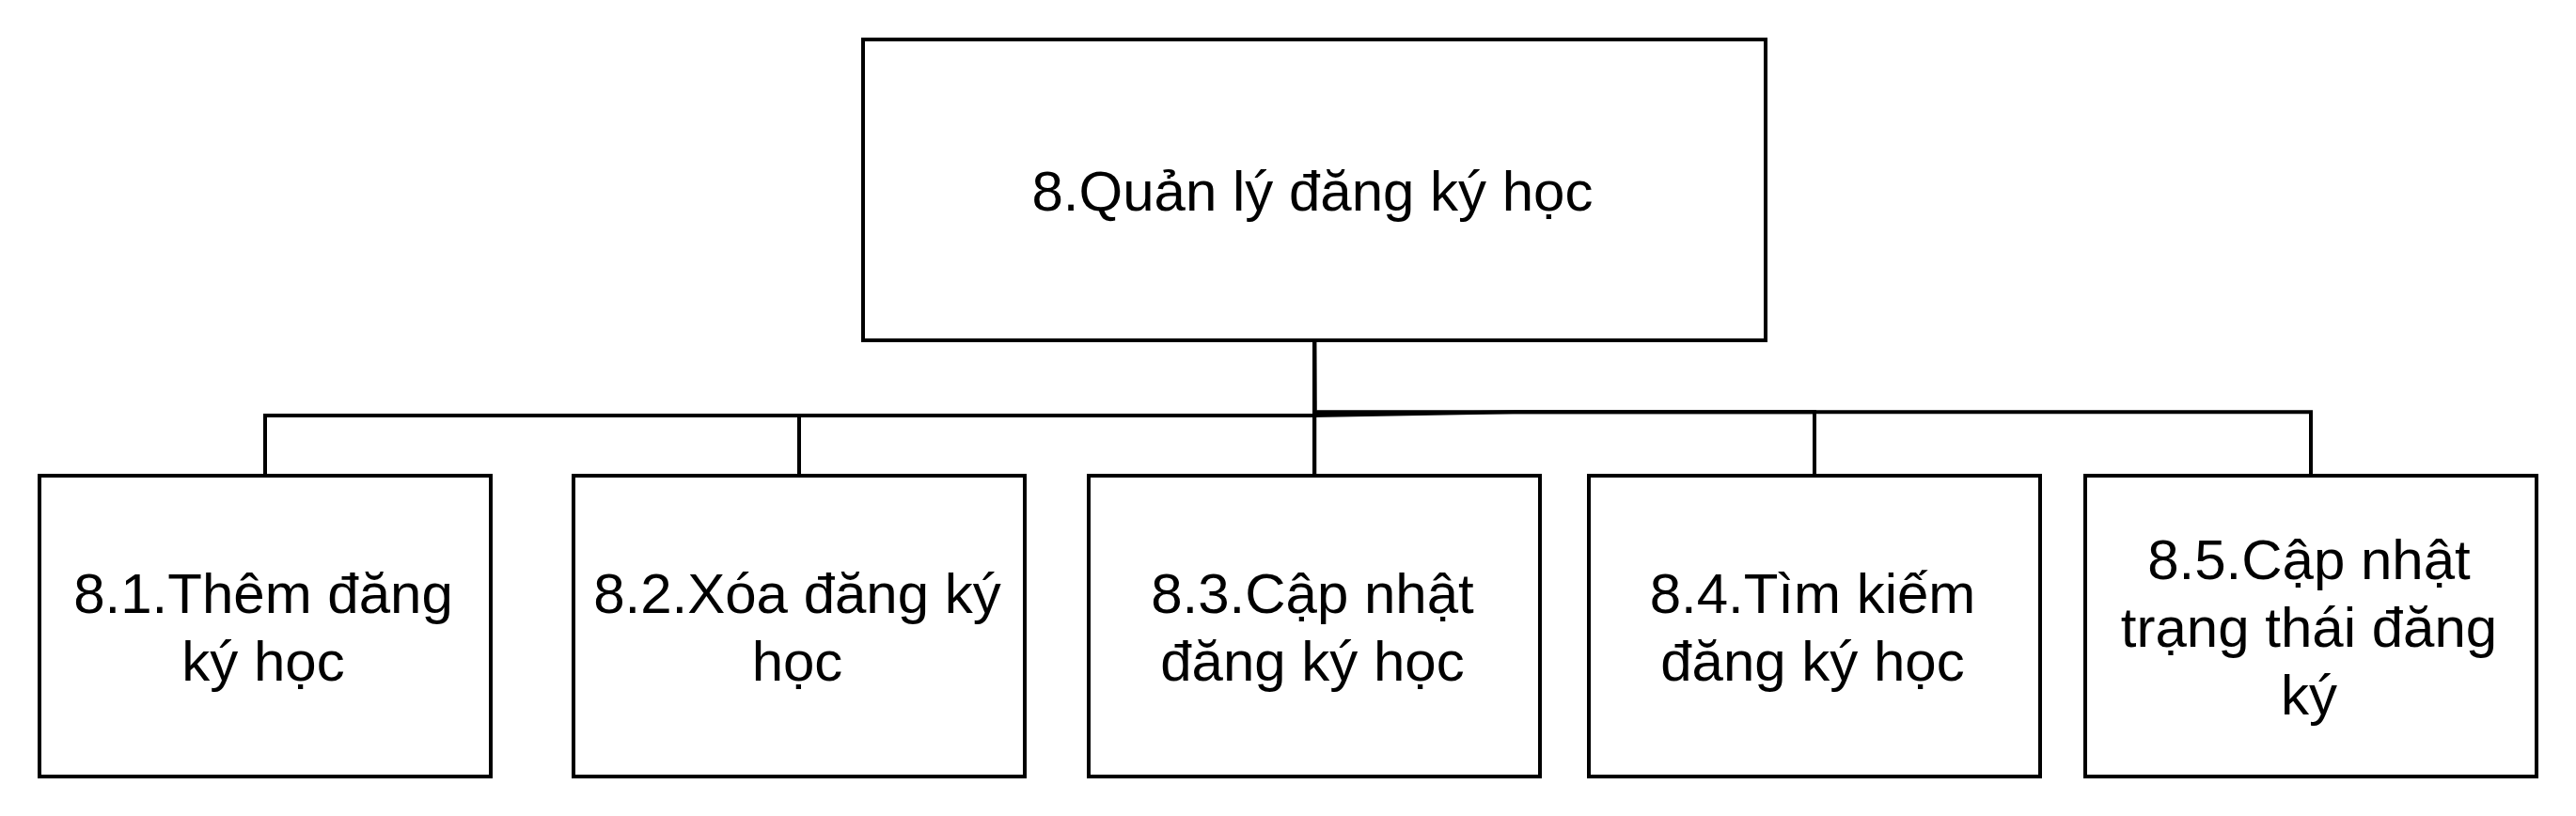 8.Quản lý đăng ký học
8.1.Thêm đăng
ký học
8.2.Xóa đăng ký
học
8.3.Cập nhật
đăng ký học
8.4.Tìm kiếm
đăng ký học
8.5.Cập nhật
trạng thái đăng
ký